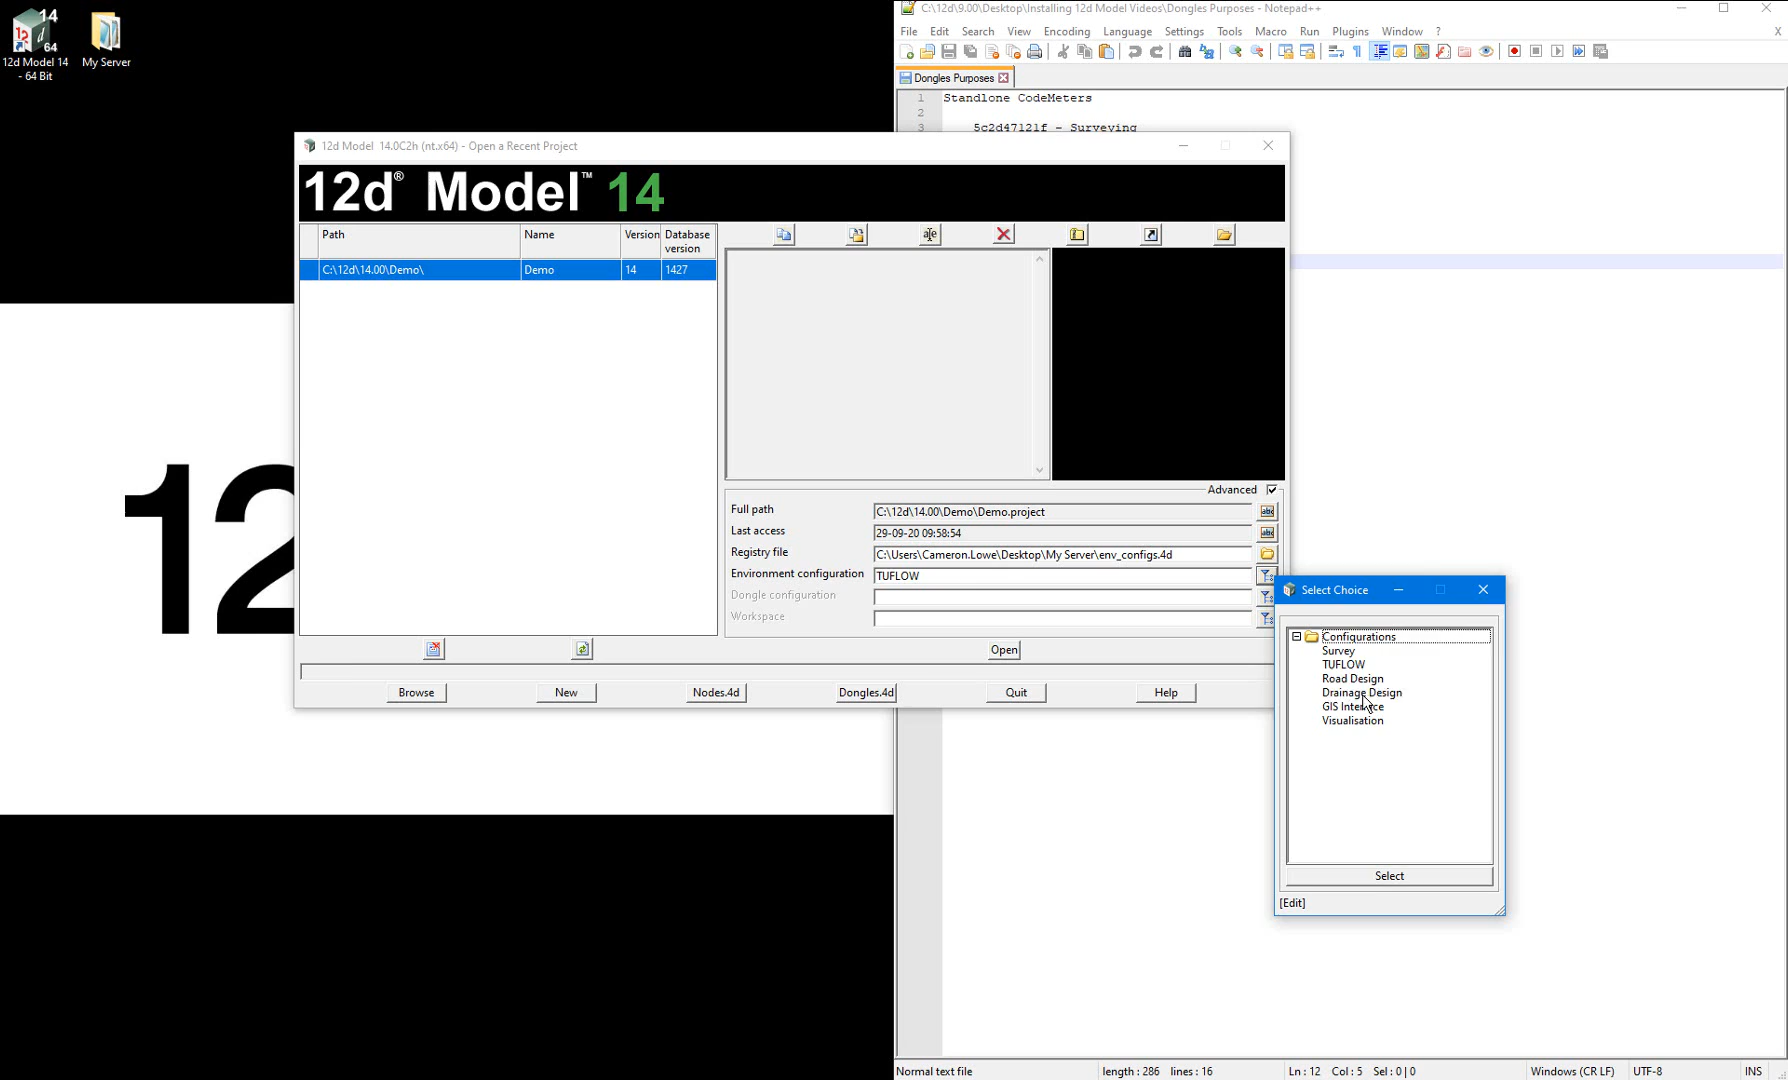 14
12
d
64
12d Model 14
- 64 Bit
My Server
C:\12d\9.00\Desktop\Installing 12d Model Videos\Dongles Purposes - Notepad++
File Edit Search View Encoding Language Settings Tools Macro Run Plugins Window ?
X
Dongles Purposes
1 Standlone CodeMeters
2
3 5c2d47121f - Surveying
12d Model 14.0C2h (nt.x64) - Open a Recent Project
12d® Model™ 14
Path Name Version Database version
C:\12d\14.00\Demo\ Demo 14 1427
Advanced
Full path C:\12d\14.00\Demo\Demo.project
Last access 29-09-20 09:58:54
Registry file C:\Users\Cameron.Lowe\Desktop\My Server\env_configs.4d
Environment configuration TUFLOW
Dongle configuration
Workspace
Open
Browse New Nodes.4d Dongles.4d Quit Help
Select Choice
Configurations
Survey
TUFLOW
Road Design
Drainage Design
GIS Interface
Visualisation
Select
[Edit]
12
Normal text file length : 286 lines : 16 Ln : 12 Col : 5 Sel : 0 | 0 Windows (CR LF) UTF-8 INS